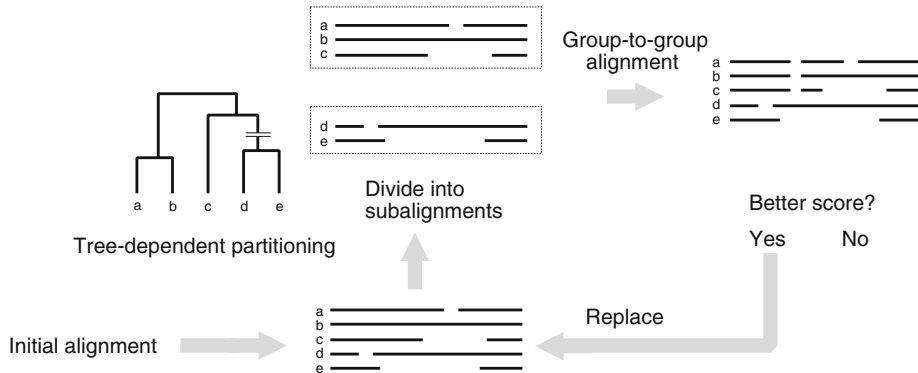 a
b
c
Group-to-group
alignment
a
b
c
d
e
d
e
a b c d e
Tree-dependent partitioning
Divide into
subalignments
Better score?
Yes No
Replace
Initial alignment
a
b
c
d
e